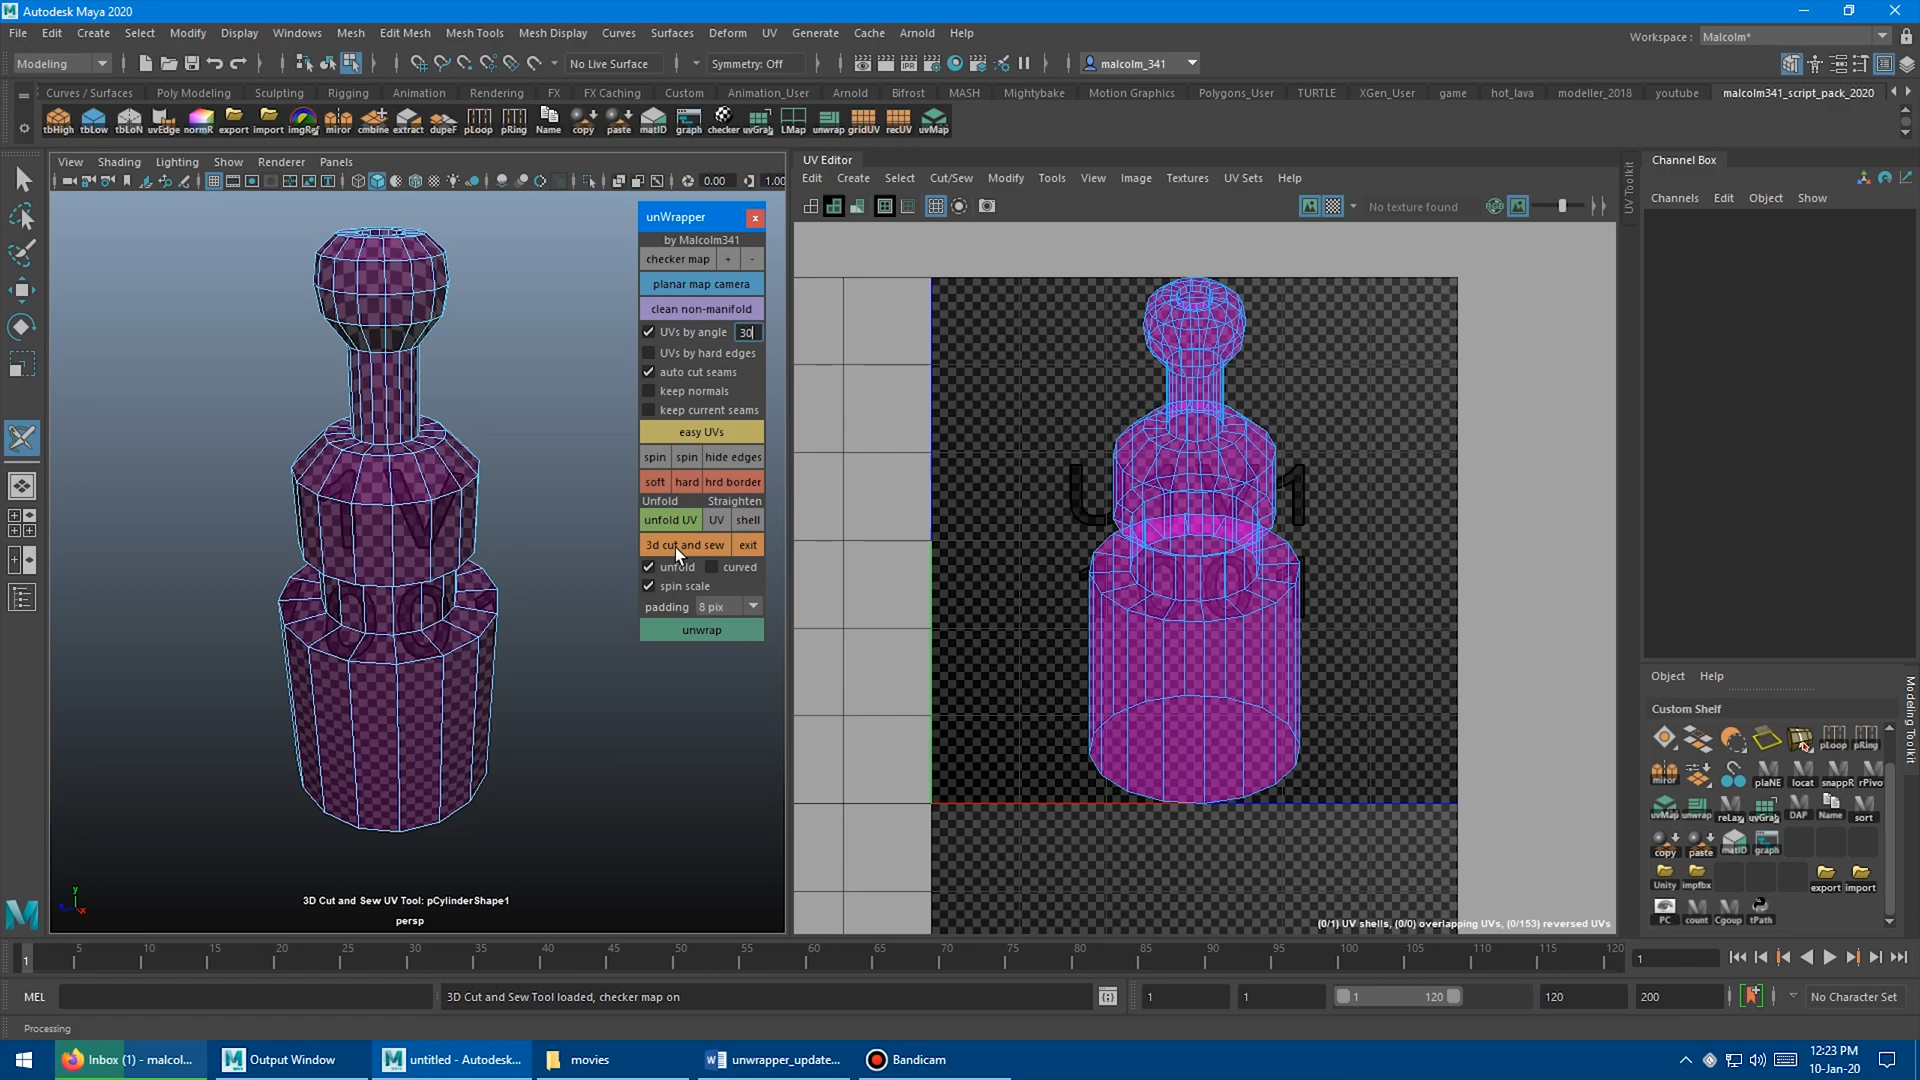 Autodesk Maya 2020
File Edit Create Select Modify Display Windows Mesh Edit Mesh Mesh Tools Mesh Display Curves Surfaces Deform UV Generate Cache Arnold Help
Workspace : Malcolm*
Modeling No Live Surface Symmetry: Off malcolm_341
Curves / Surfaces Poly Modeling Sculpting Rigging Animation Rendering FX FX Caching Custom Animation_User Arnold Bifrost MASH Mightybake Motion Graphics Polygons_User TURTLE XGen_User game hot_lava modeller_2018 youtube malcolm341_script_pack_2020
tbHigh tbLow tbLoN uvEdge normR export import imgRef miror cmbine extract dupeF pLoop pRing Name copy paste matID graph checker uvGraj LMap unwrap gridUV recUV uvMap
View Shading Lighting Show Renderer Panels
0.00 1.00
unWrapper x
by Malcolm341
checker map + -
planar map camera
clean non-manifold
UVs by angle 30
UVs by hard edges
auto cut seams
keep normals
keep current seams
easy UVs
spin spin hide edges
soft hard hrd border
Unfold Straighten
unfold UV UV shell
3d cut and sew exit
unfold curved
spin scale
padding 8 pix
unwrap
3D Cut and Sew UV Tool: pCylinderShape1
persp
UV Editor
Edit Create Select Cut/Sew Modify Tools View Image Textures UV Sets Help
No texture found
(0/1) UV shells, (0/0) overlapping UVs, (0/153) reversed UVs
UV Toolkit
Channel Box
Channels Edit Object Show
Object Help
Custom Shelf
pLoop pRing
miror plaNE locat snappR rPivo
uvMap unwrap reLax uvGraj DAP Name sort
copy paste matID graph
Unity impfbx export import
PC count Cgoup tPath
Modeling Toolkit
5 10 15 20 25 30 35 40 45 50 55 60 65 70 75 80 85 90 95 100 105 110 115 120
1 1
MEL 3D Cut and Sew Tool loaded, checker map on 1 1 1 120 120 200 No Character Set
Processing
Inbox (1) - malcol... Output Window untitled - Autodesk... movies unwrapper_update... Bandicam
12:23 PM
10-Jan-20